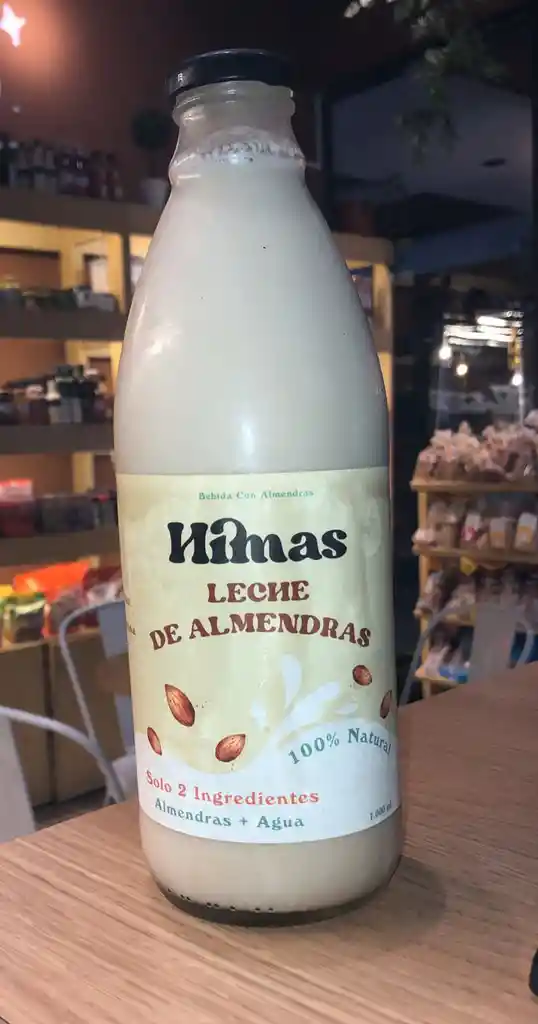 Bebida Con Almendras
Himas
LECHE
DE ALMENDRAS
100% Natural
Solo 2 Ingredientes
Almendras + Agua
1.000 ml